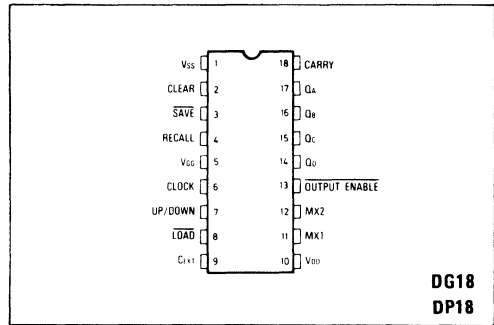 Vss 1 18 CARRY
CLEAR 2 17 QA
SAVE 3 16 QB
RECALL 4 15 QC
VGG 5 14 QD
CLOCK 6 13 OUTPUT ENABLE
UP/DOWN 7 12 MX2
LOAD 8 11 MX1
CEXT 9 10 VDD
DG18
DP18